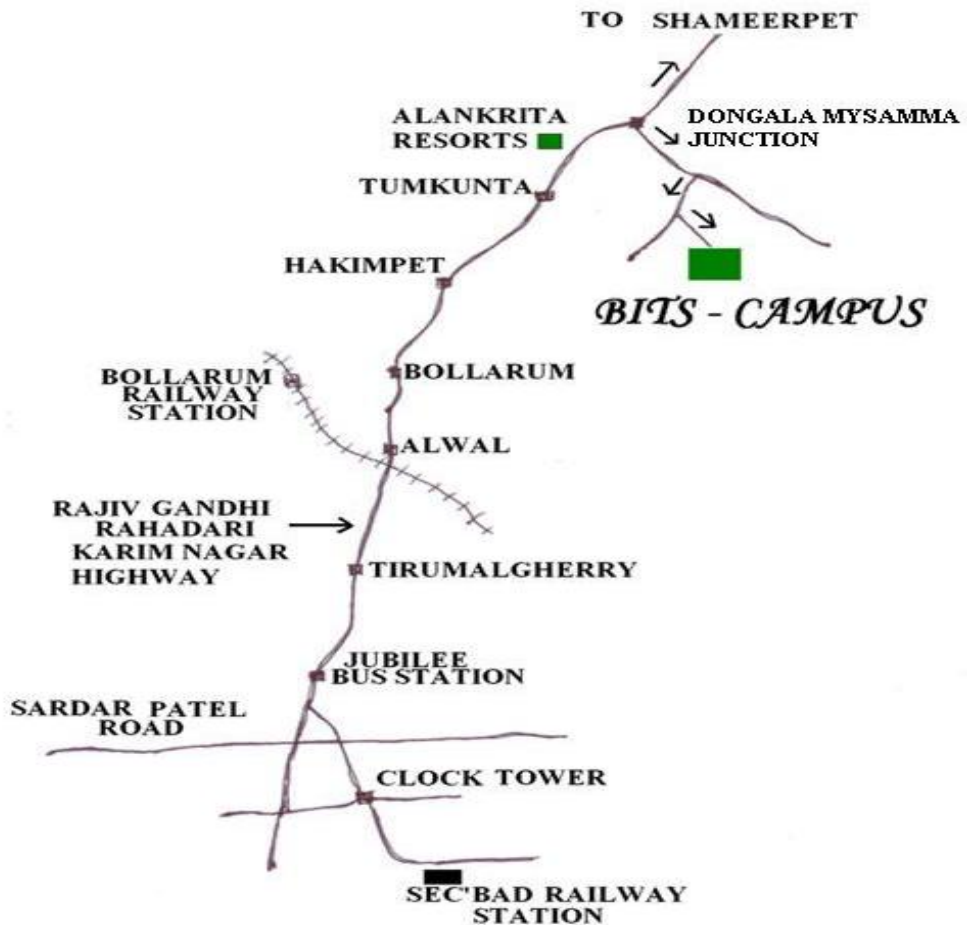 TO SHAMEERPET
ALANKRITA
RESORTS
DONGALA MYSAMMA
JUNCTION
TUMKUNTA
HAKIMPET
BITS - CAMPUS
BOLLARUM
RAILWAY
STATION
BOLLARUM
ALWAL
RAJIV GANDHI
RAHADARI
KARIM NAGAR
HIGHWAY
TIRUMALGHERRY
JUBILEE
BUS STATION
SARDAR PATEL
ROAD
CLOCK TOWER
SEC'BAD RAILWAY
STATION